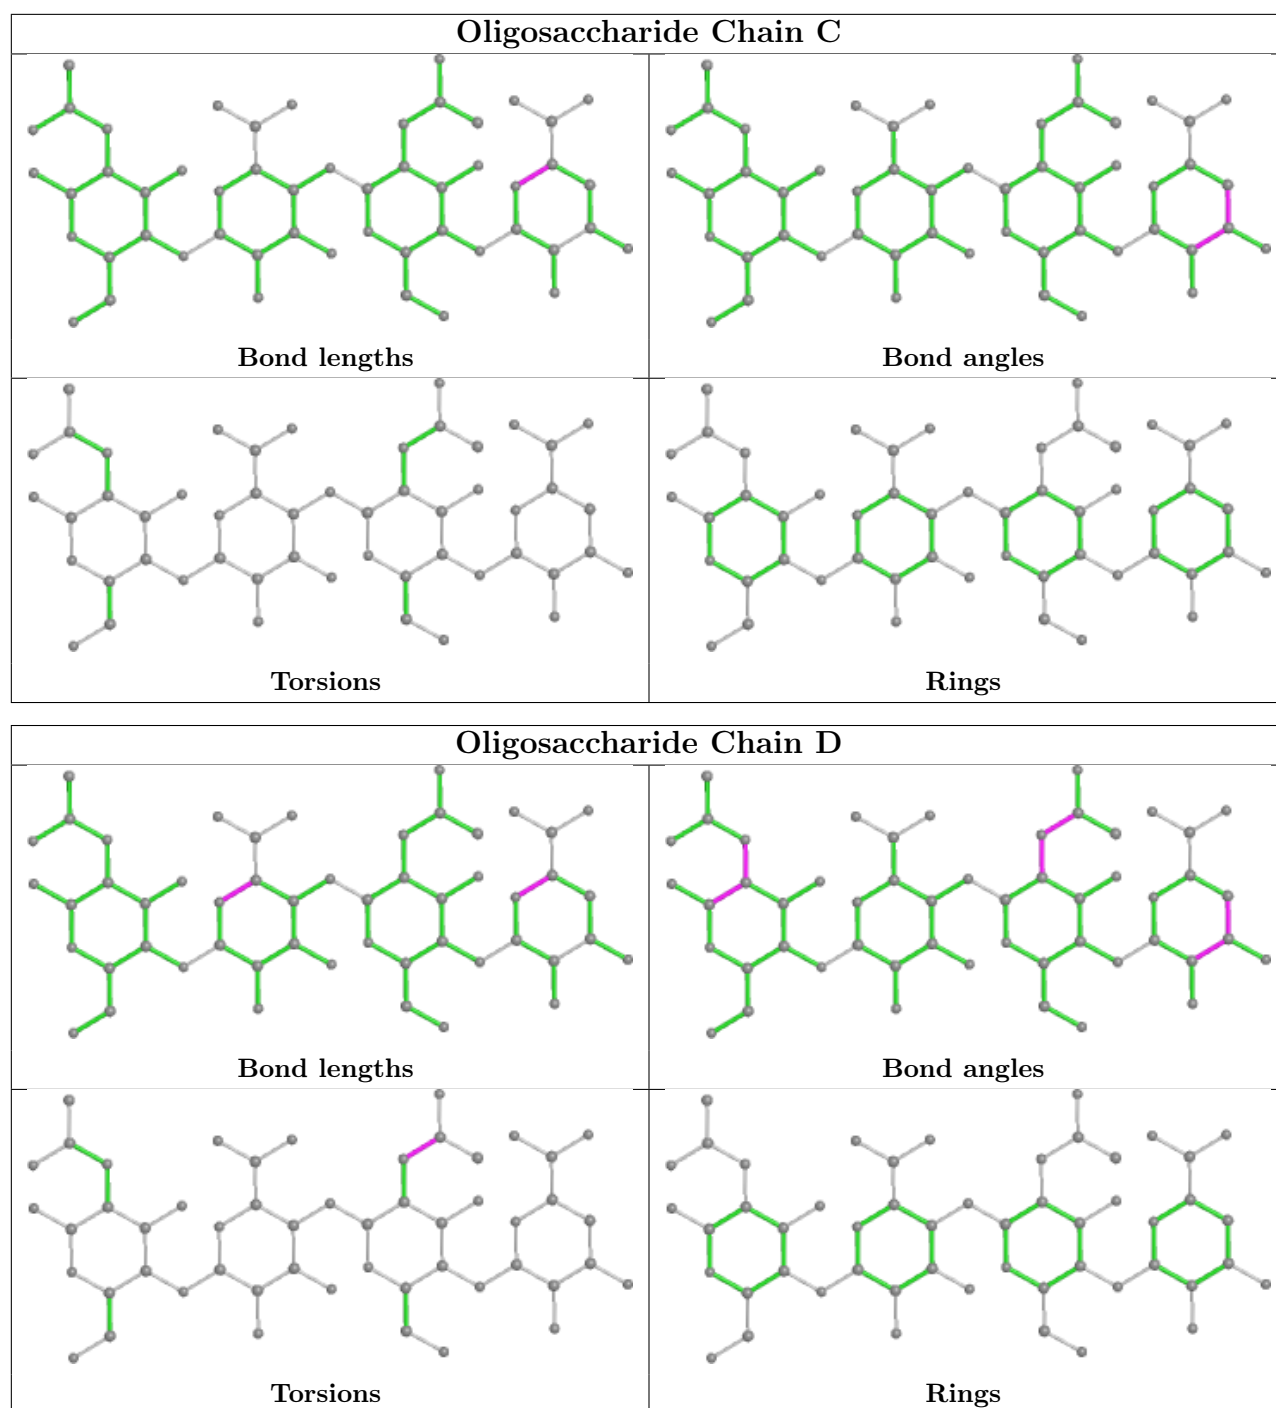 Oligosaccharide Chain C
Bond lengths
Bond angles
Torsions
Rings
Oligosaccharide Chain D
Bond lengths
Bond angles
Torsions
Rings